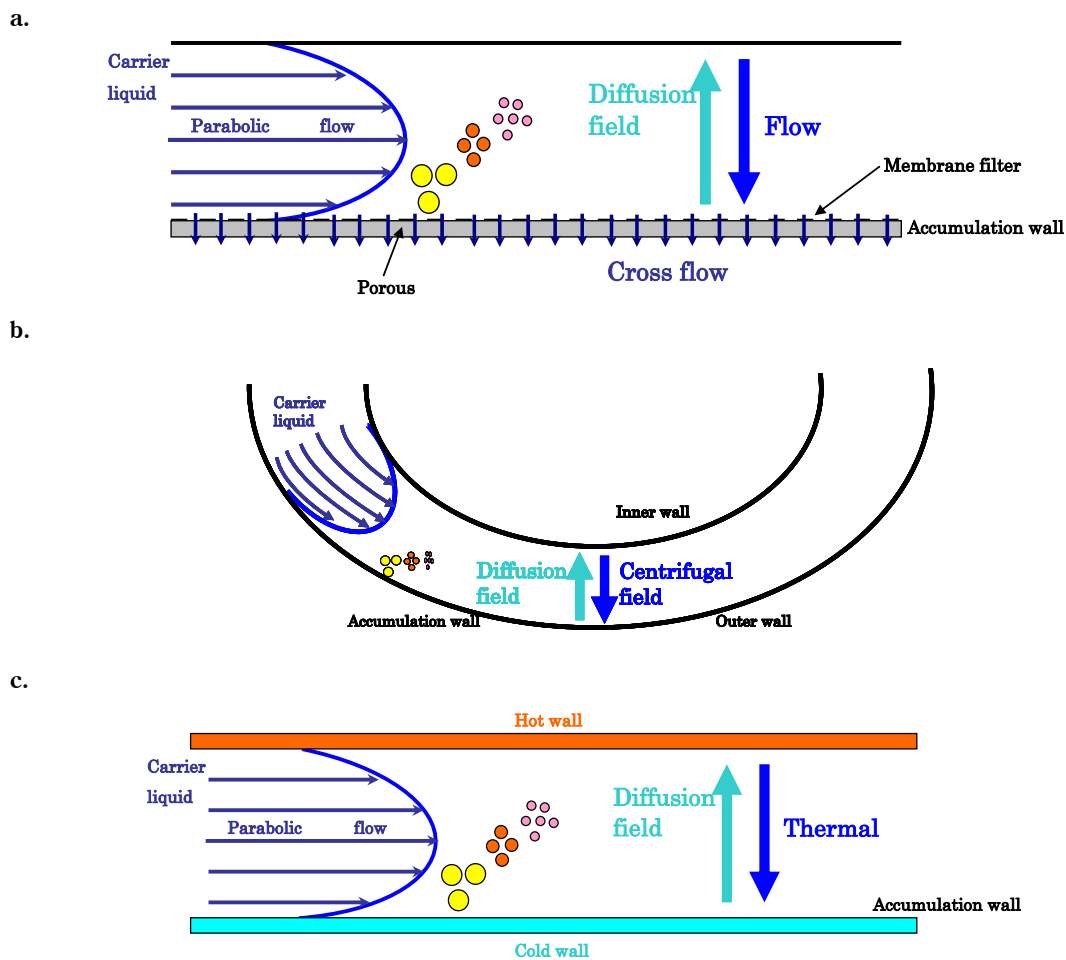 a.
Carrier
liquid
Parabolic flow
Diffusion
field
Flow
Membrane filter
Accumulation wall
Porous
Cross flow
b.
Carrier
liquid
Inner wall
Diffusion
field
Centrifugal
field
Accumulation wall
Outer wall
c.
Hot wall
Carrier
liquid
Parabolic flow
Diffusion
field
Thermal
Accumulation wall
Cold wall